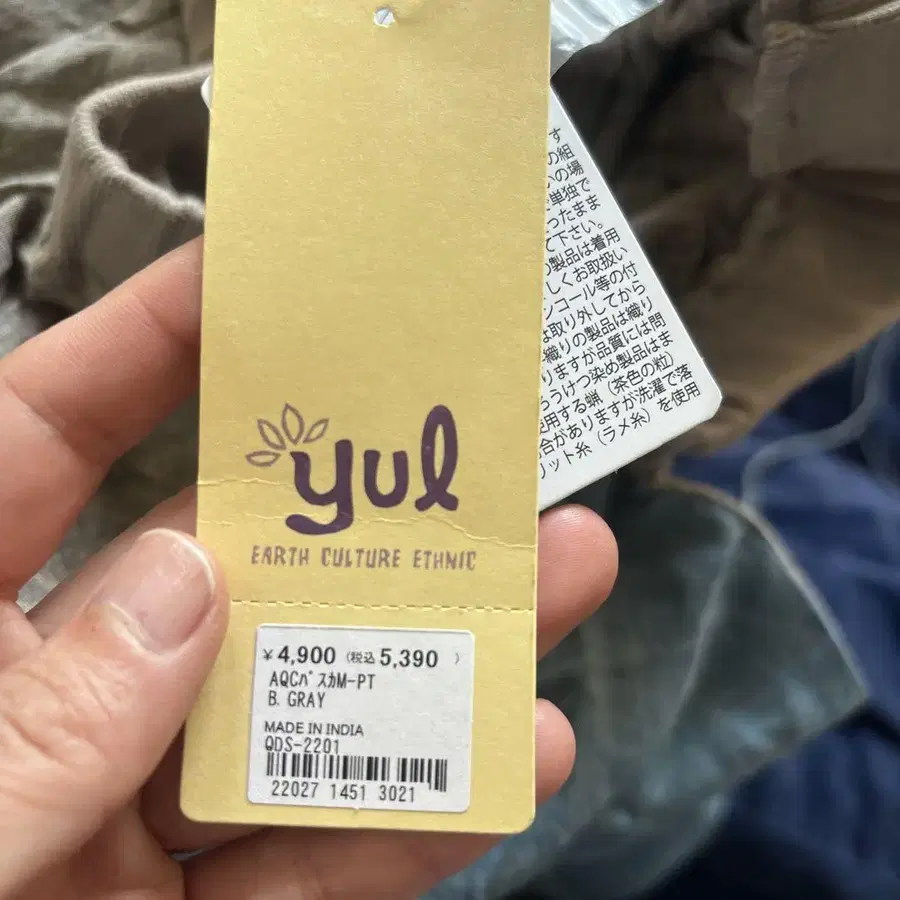 yul
EARTH CULTURE ETHNIC
¥4,900 (税込 5,390 )
AQCパスカM-PT
B. GRAY
MADE IN INDIA
QDS-2201
22027 1451 3021
す
の組
いの場
単独で
ったまま
て下さい。
の製品は着用
しくお取扱い
ンコール等の付
は取り外してから
織りの製品は織り
りますが品質には問
ろうけつ染め製品はま
使用する蝋(茶色の粒)
合がありますが洗濯で落
リット糸(ラメ糸)を使用